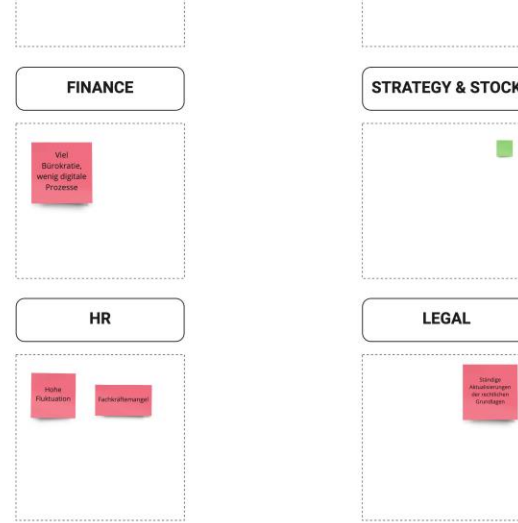 FINANCE
STRATEGY & STOCK
Viel
Bürokratie,
wenig digitale
Prozesse
HR
LEGAL
Hohe
Fluktuation
Fachkräftemangel
Ständige
Aktualisierungen
der rechtlichen
Grundlagen